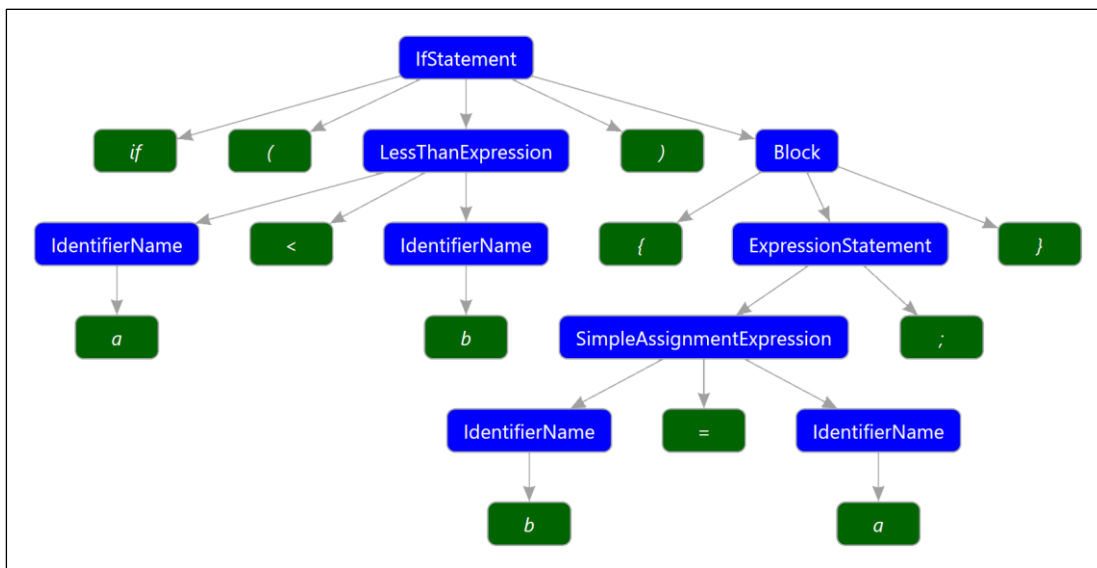 IfStatement
if ( LessThanExpression ) Block
IdentifierName < IdentifierName { ExpressionStatement }
a b SimpleAssignmentExpression ;
IdentifierName = IdentifierName
b a